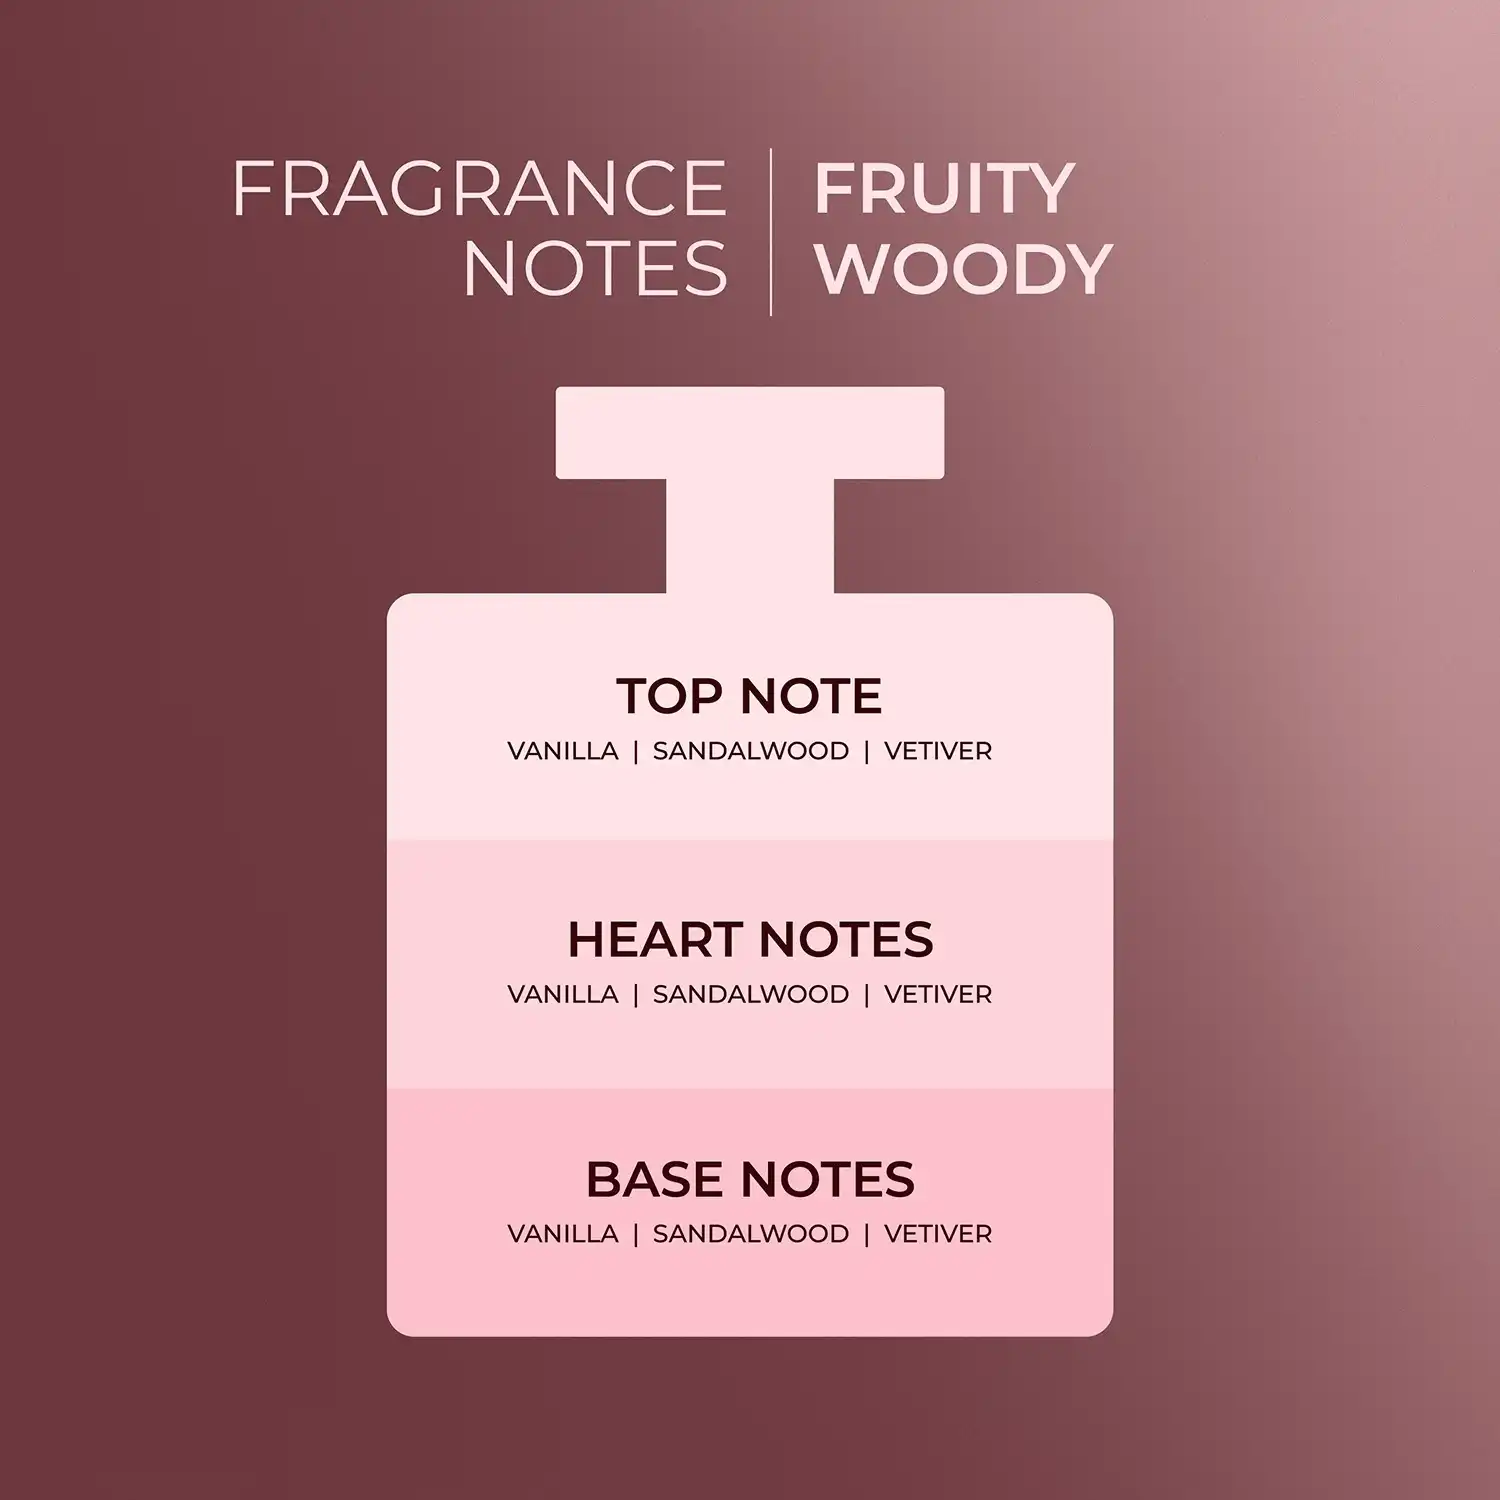 FRAGRANCE
NOTES
FRUITY
WOODY
TOP NOTE
VANILLA | SANDALWOOD | VETIVER
HEART NOTES
VANILLA | SANDALWOOD | VETIVER
BASE NOTES
VANILLA | SANDALWOOD | VETIVER